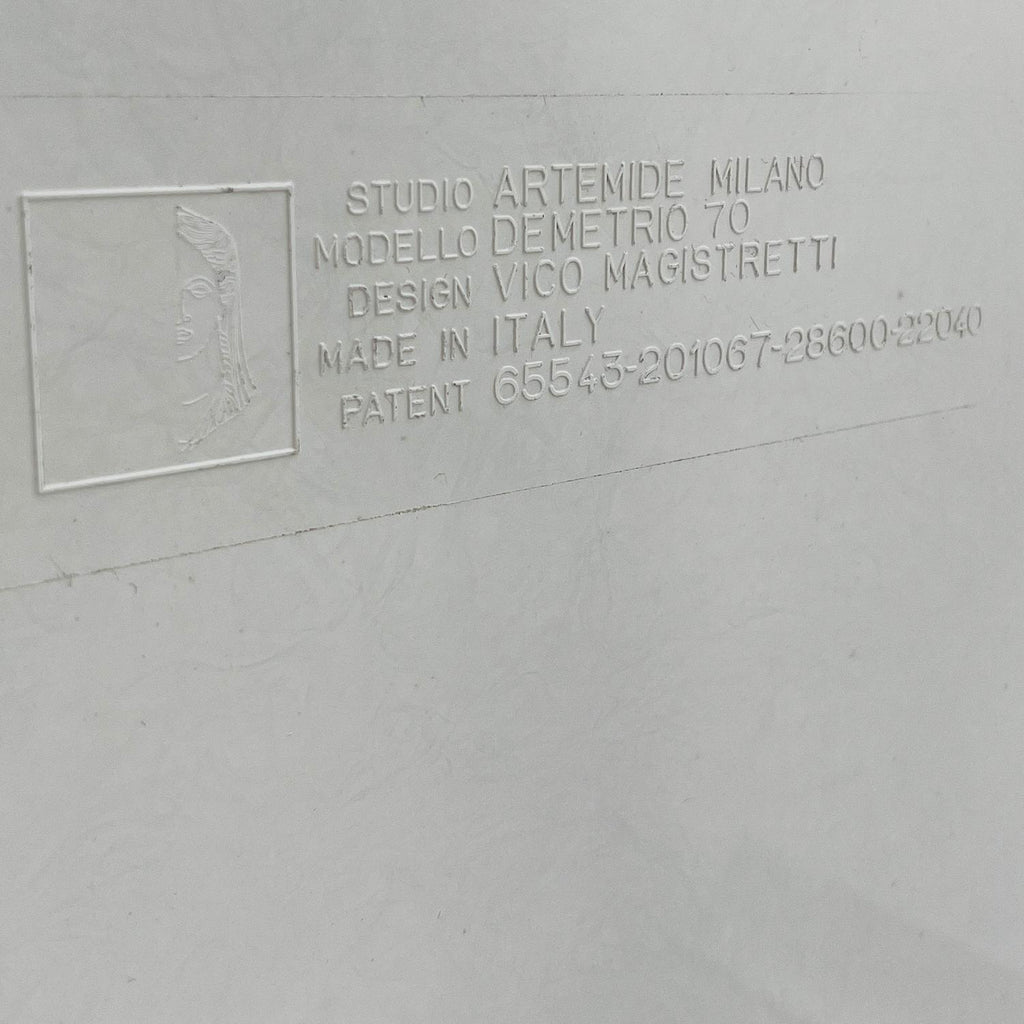 STUDIO ARTEMIDE MILANO
MODELLO DEMETRIO 70
DESIGN VICO MAGISTRETTI
MADE IN ITALY
PATENT 65543-201067-28600-22040